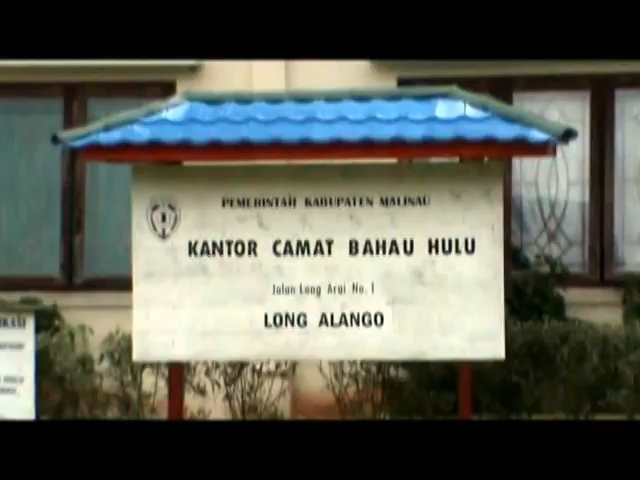 PEMERINTAH KABUPATEN MALINAU
KANTOR CAMAT BAHAU HULU
Jalan Long Arai No. 1
LONG ALANGO